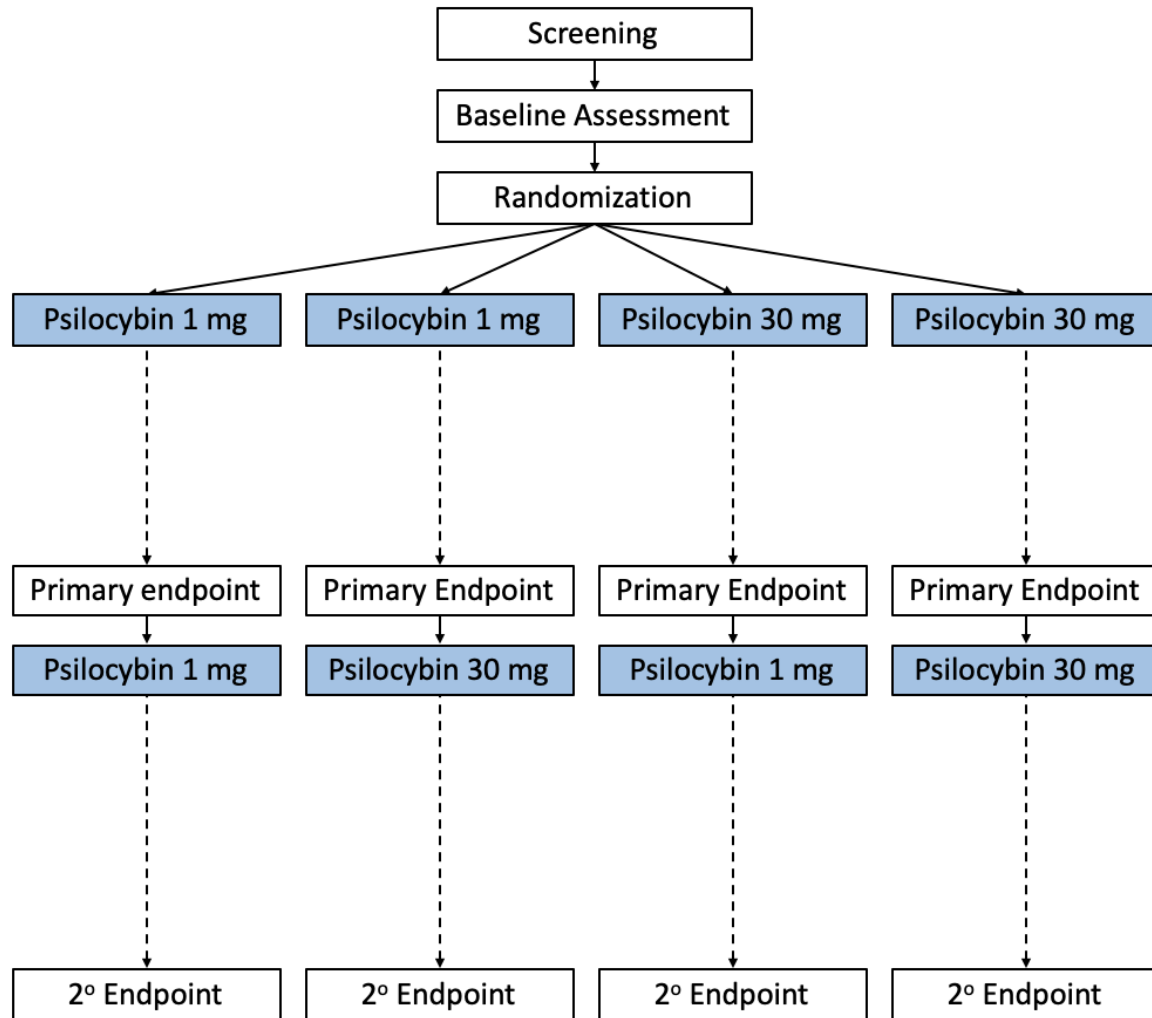 Screening
Baseline Assessment
Randomization
Psilocybin 1 mg
Psilocybin 1 mg
Psilocybin 30 mg
Psilocybin 30 mg
Primary endpoint
Primary Endpoint
Primary Endpoint
Primary Endpoint
Psilocybin 1 mg
Psilocybin 30 mg
Psilocybin 1 mg
Psilocybin 30 mg
2º Endpoint
2º Endpoint
2º Endpoint
2º Endpoint